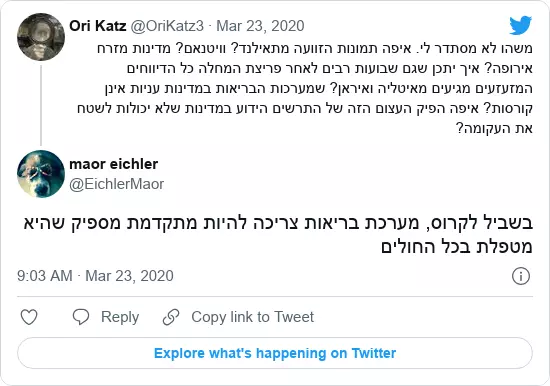 Ori Katz @OriKatz3 · Mar 23, 2020
משהו לא מסתדר לי. איפה תמונות הזוועה מתאילנד? וויטנאם? מדינות מזרח
אירופה? איך יתכן שגם שבועות רבים לאחר פריצת המחלה כל הדיווחים
המזעזעים מגיעים מאיטליה ואיראן? שמערכות הבריאות במדינות עניות אינן
קורסות? איפה הפיק העצום הזה של התרשים הידוע במדינות שלא יכולות לשטח
את העקומה?
maor eichler
@EichlerMaor
בשביל לקרוס, מערכת בריאות צריכה להיות מתקדמת מספיק שהיא
מטפלת בכל החולים
9:03 AM · Mar 23, 2020
Reply
Copy link to Tweet
Explore what's happening on Twitter